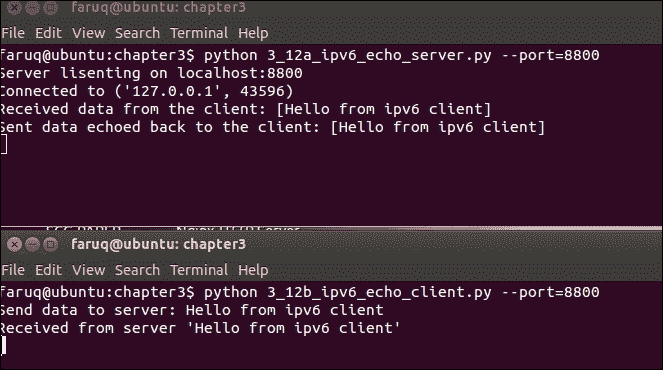 faruq@ubuntu: chapter3
File Edit View Search Terminal Help
faruq@ubuntu:chapter3$ python 3_12a_ipv6_echo_server.py --port=8800
Server lisenting on localhost:8800
Connected to ('127.0.0.1', 43596)
Received data from the client: [Hello from ipv6 client]
Sent data echoed back to the client: [Hello from ipv6 client]
faruq@ubuntu: chapter3
File Edit View Search Terminal Help
faruq@ubuntu:chapter3$ python 3_12b_ipv6_echo_client.py --port=8800
Send data to server: Hello from ipv6 client
Received from server 'Hello from ipv6 client'